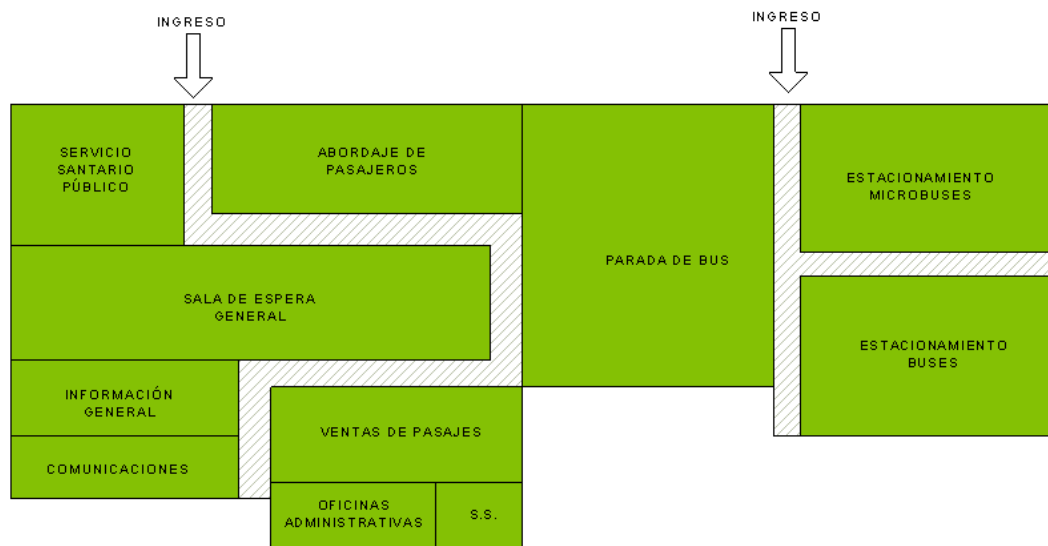 INGRESO
INGRESO
SERVICIO
SANTARIO
PÚBLICO
ABORDAJE DE
PASAJEROS
ESTACIONAMIENTO
MICROBUSES
PARADA DE BUS
SALA DE ESPERA
GENERAL
ESTACIONAMIENTO
BUSES
INFORMACIÓN
GENERAL
VENTAS DE PASAJES
COMUNICACIONES
OFICINAS
ADMINISTRATIVAS
S.S.